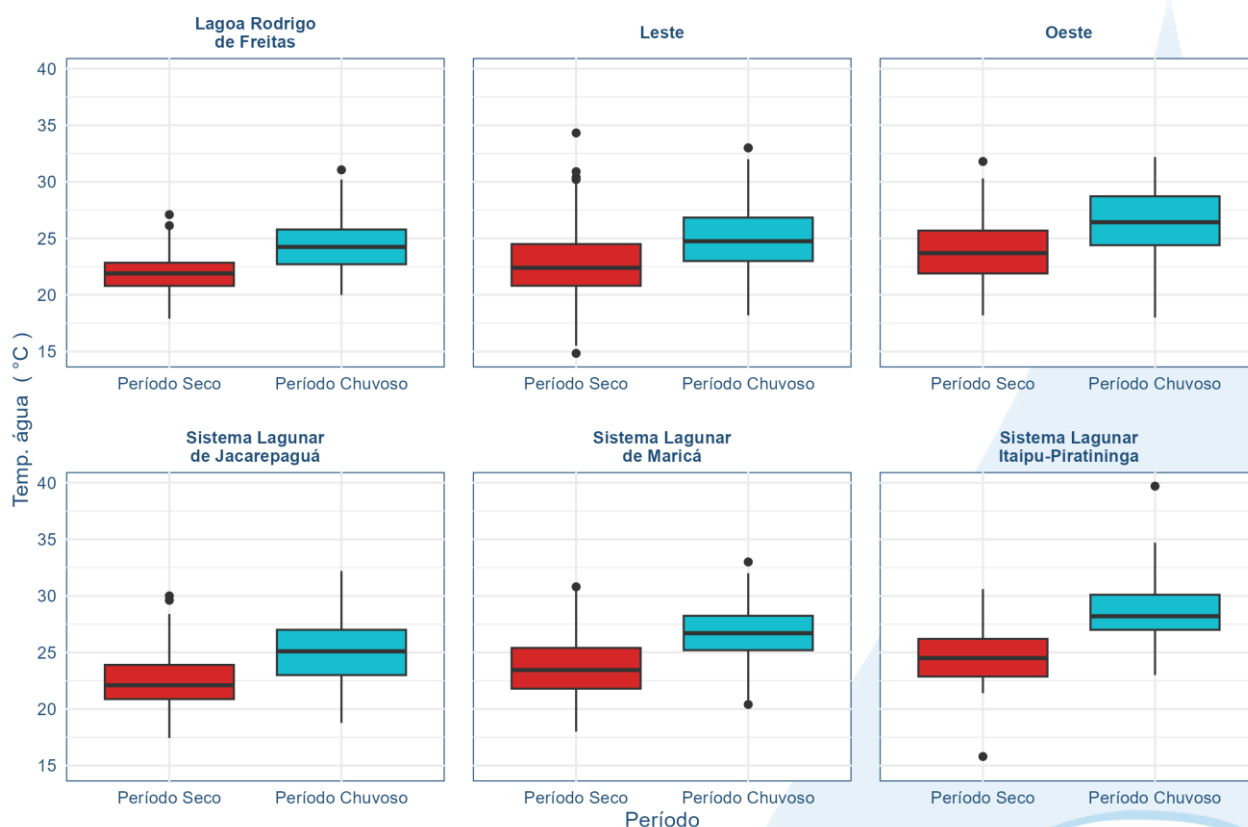 Lagoa Rodrigo
de Freitas
Leste
Oeste
40
35
30
25
20
15
Período Seco
Período Chuvoso
Período Seco
Período Chuvoso
Período Seco
Período Chuvoso
Temp. água ( °C )
Sistema Lagunar
de Jacarepaguá
Sistema Lagunar
de Maricá
Sistema Lagunar
Itaipu-Piratininga
40
35
30
25
20
15
Período Seco
Período Chuvoso
Período Seco
Período Chuvoso
Período Seco
Período Chuvoso
Período